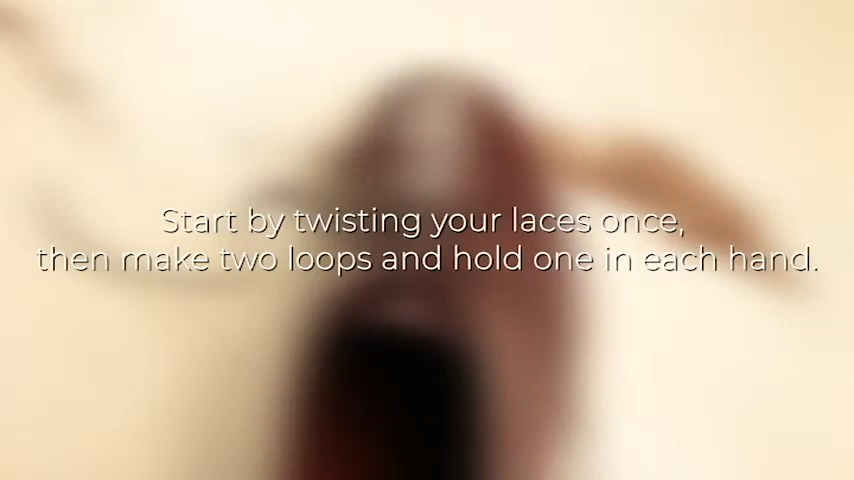 Start by twisting your laces once,
then make two loops and hold one in each hand.